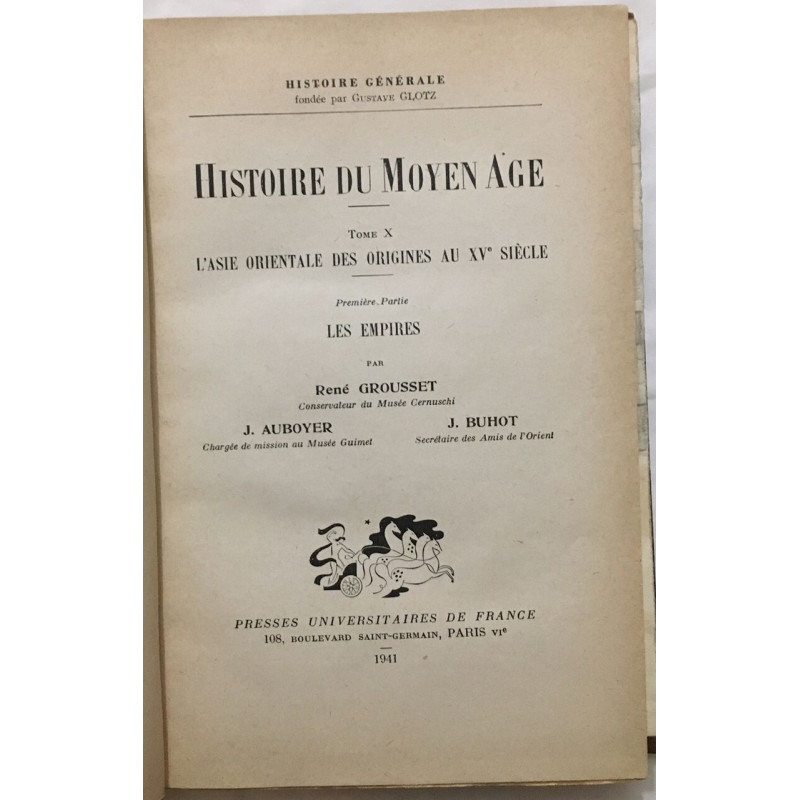 HISTOIRE GÉNÉRALE
fondée par GUSTAVE GLOTZ
HISTOIRE DU MOYEN AGE
TOME X
L'ASIE ORIENTALE DES ORIGINES AU XVe SIÈCLE
Première Partie
LES EMPIRES
PAR
René GROUSSET
Conservateur du Musée Cernuschi
J. AUBOYER
Chargée de mission au Musée Guimet
J. BUHOT
Secrétaire des Amis de l'Orient
PRESSES UNIVERSITAIRES DE FRANCE
108, BOULEVARD SAINT-GERMAIN, PARIS VIe
1941